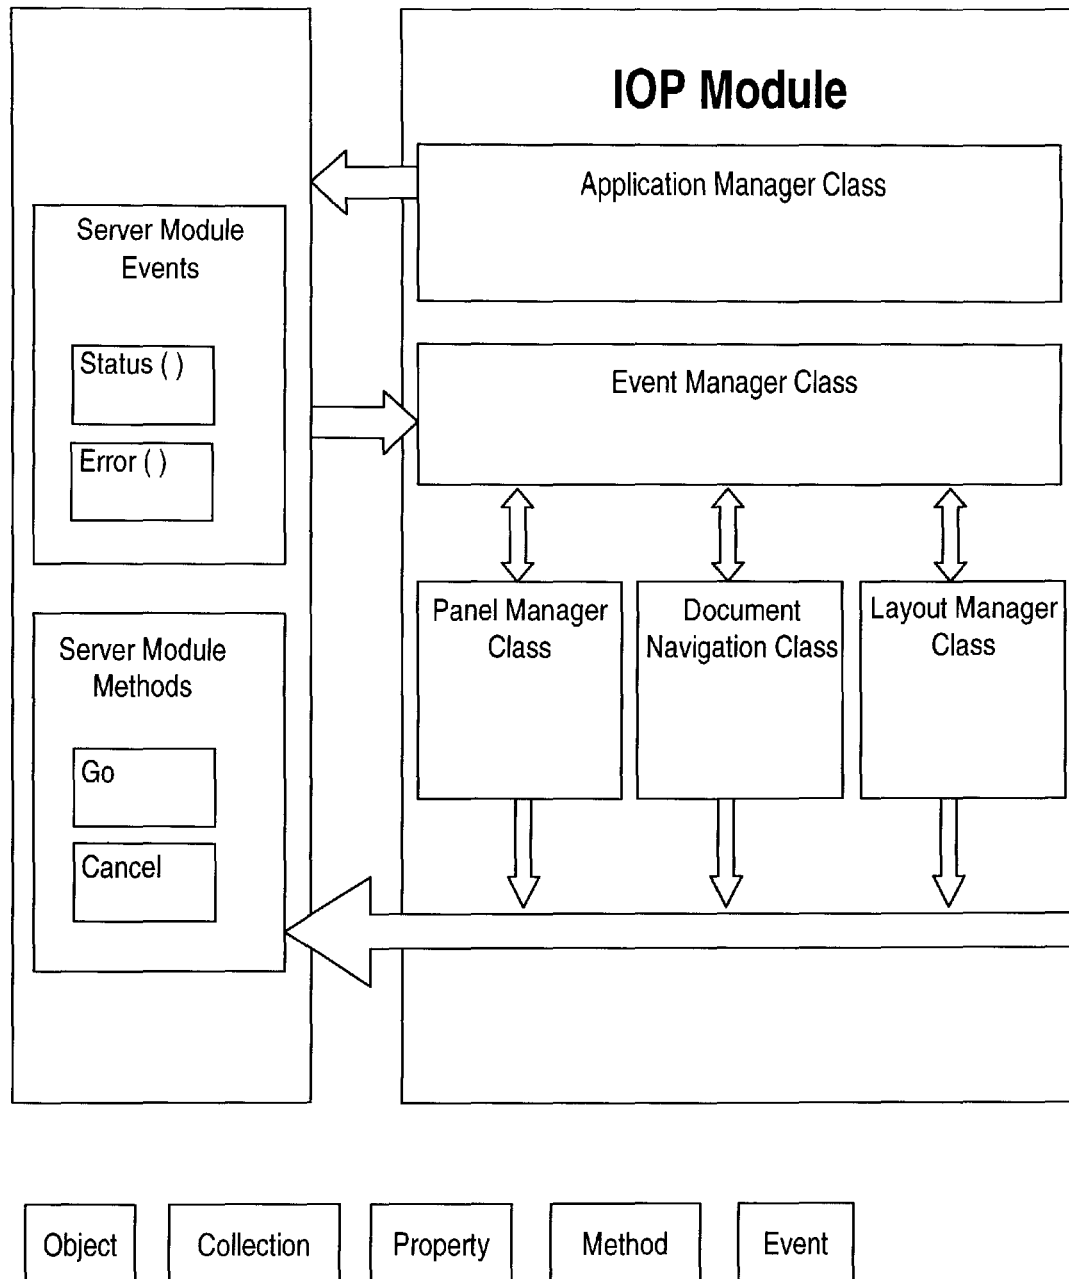 IOP Module
Application Manager Class
Server Module
Events
Status ( )
Error ( )
Event Manager Class
Panel Manager
Class
Document
Navigation Class
Layout Manager
Class
Server Module
Methods
Go
Cancel
Object
Collection
Property
Method
Event